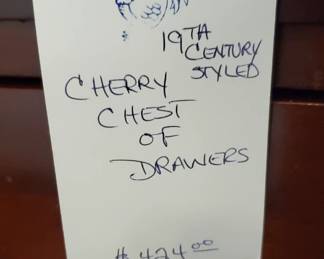 19TH
CENTURY
STYLED
CHERRY
CHEST
OF
DRAWERS
$ 424 00